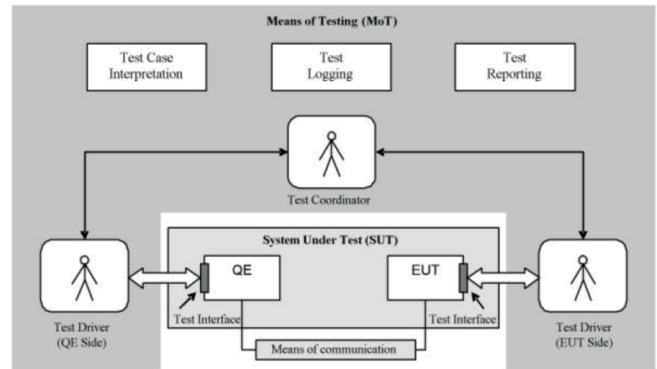 Means of Testing (MoT)
Test Case
Interpretation
Test
Logging
Test
Reporting
Test Coordinator
System Under Test (SUT)
QE
EUT
Test Interface
Test Interface
Test Driver
(QE Side)
Test Driver
(EUT Side)
Means of communication